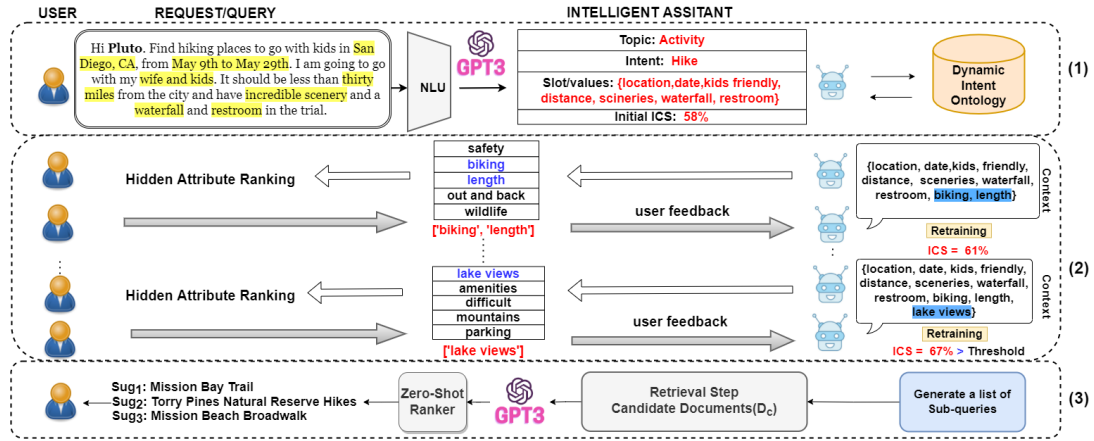 USER
REQUEST/QUERY
INTELLIGENT ASSITANT
Hi Pluto. Find hiking places to go with kids in San
Diego, CA, from May 9th to May 29th. I am going to
go with my wife and kids. It should be less than thirty
miles from the city and have incredible scenery and a
waterfall and restroom in the trial.
NLU
GPT3
Topic: Activity
Intent: Hike
Slot/values: {location,date,kids friendly,
distance, scineries, waterfall, restroom}
Initial ICS: 58%
Dynamic
Intent
Ontology
(1)
Hidden Attribute Ranking
safety
biking
length
out and back
wildlife
['biking', 'length']
user feedback
{location, date,kids, friendly,
distance, sceneries, waterfall,
restroom, biking, length}
Context
Retraining
ICS = 61%
(2)
Hidden Attribute Ranking
lake views
amenities
difficult
mountains
parking
['lake views']
user feedback
{location, date, kids, friendly,
distance, sceneries, waterfall,
restroom, biking, length,
lake views}
Context
Retraining
ICS = 67% > Threshold
Sug1: Mission Bay Trail
Sug2: Torry Pines Natural Reserve Hikes
Sug3: Mission Beach Broadwalk
Zero-Shot
Ranker
GPT3
Retrieval Step
Candidate Documents(Dc)
Generate a list of
Sub-queries
(3)